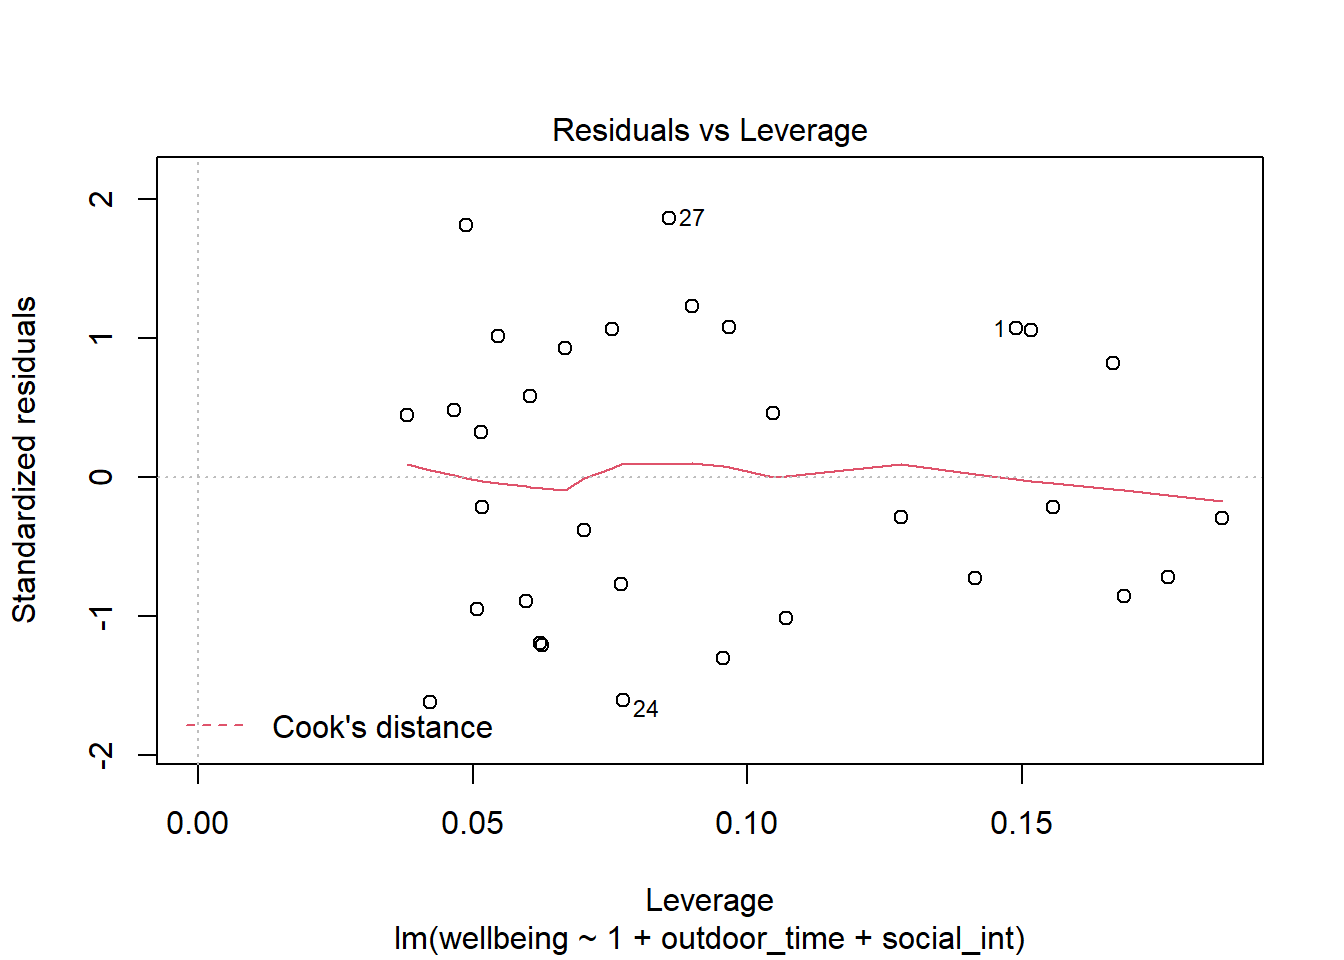 Residuals vs Leverage
Standardized residuals
2
1
0
-1
-2
27
1
24
Cook's distance
0.00
0.05
0.10
0.15
Leverage
lm(wellbeing ~ 1 + outdoor_time + social_int)